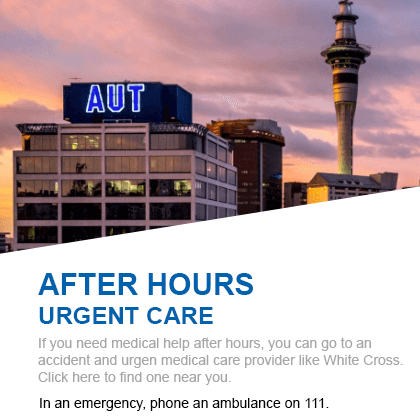 AUT
AFTER HOURS
URGENT CARE
If you need medical help after hours, you can go to an
accident and urgen medical care provider like White Cross.
Click here to find one near you.
In an emergency, phone an ambulance on 111.